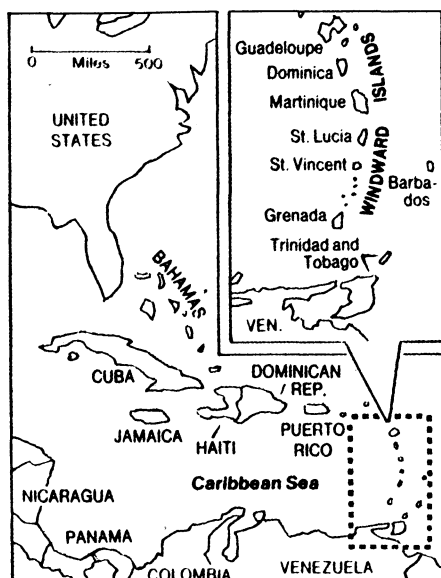 0 Miles 500
UNITED
STATES
BAHAMAS
CUBA
JAMAICA
HAITI
DOMINICAN
REP.
PUERTO
RICO
Caribbean Sea
NICARAGUA
PANAMA
COLOMBIA
VENEZUELA
Guadeloupe
Dominica
Martinique
St. Lucia
St. Vincent
Grenada
Trinidad and
Tobago
WINDWARD ISLANDS
Barba-
dos
VEN.